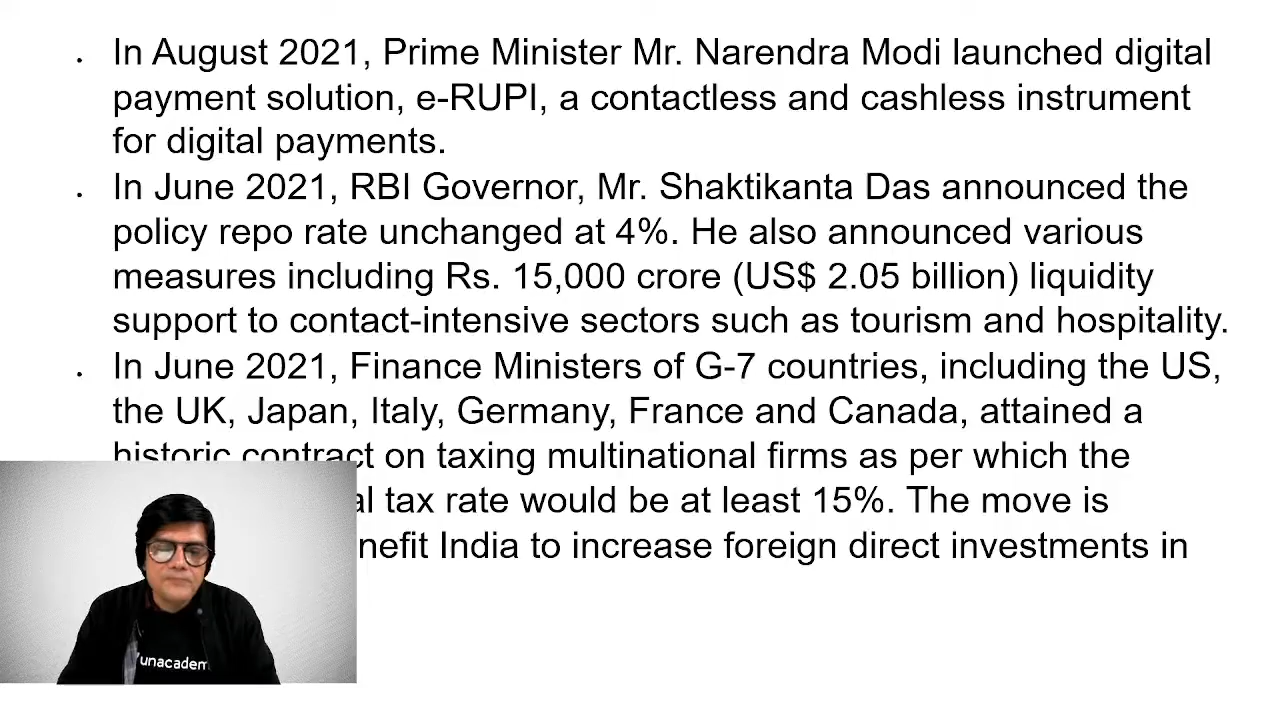 • In August 2021, Prime Minister Mr. Narendra Modi launched digital
payment solution, e-RUPI, a contactless and cashless instrument
for digital payments.
• In June 2021, RBI Governor, Mr. Shaktikanta Das announced the
policy repo rate unchanged at 4%. He also announced various
measures including Rs. 15,000 crore (US$ 2.05 billion) liquidity
support to contact-intensive sectors such as tourism and hospitality.
• In June 2021, Finance Ministers of G-7 countries, including the US,
the UK, Japan, Italy, Germany, France and Canada, attained a
historic contract on taxing multinational firms as per which the
tax rate would be at least 15%. The move is
India to increase foreign direct investments in
unacadem